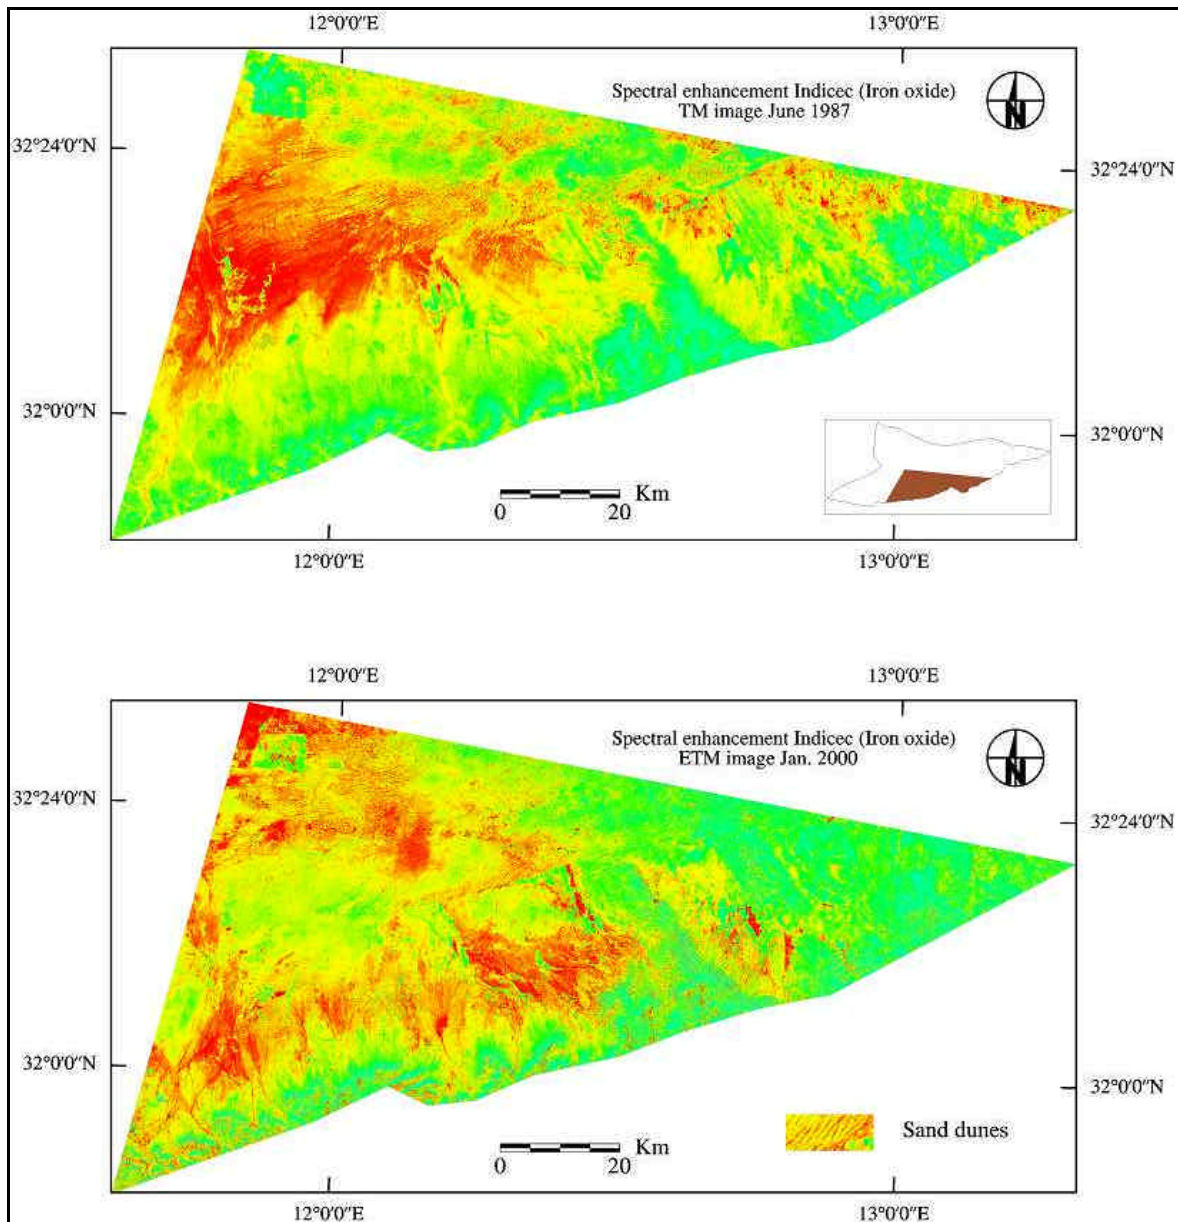 12°0'0"E 13°0'0"E
Spectral enhancement Indicec (Iron oxide)
TM image June 1987
N
32°24'0"N 32°24'0"N
32°0'0"N 32°0'0"N
Km
0 20
12°0'0"E 13°0'0"E
12°0'0"E 13°0'0"E
Spectral enhancement Indicec (Iron oxide)
ETM image Jan. 2000
N
32°24'0"N 32°24'0"N
32°0'0"N 32°0'0"N
Sand dunes
Km
0 20
12°0'0"E 13°0'0"E